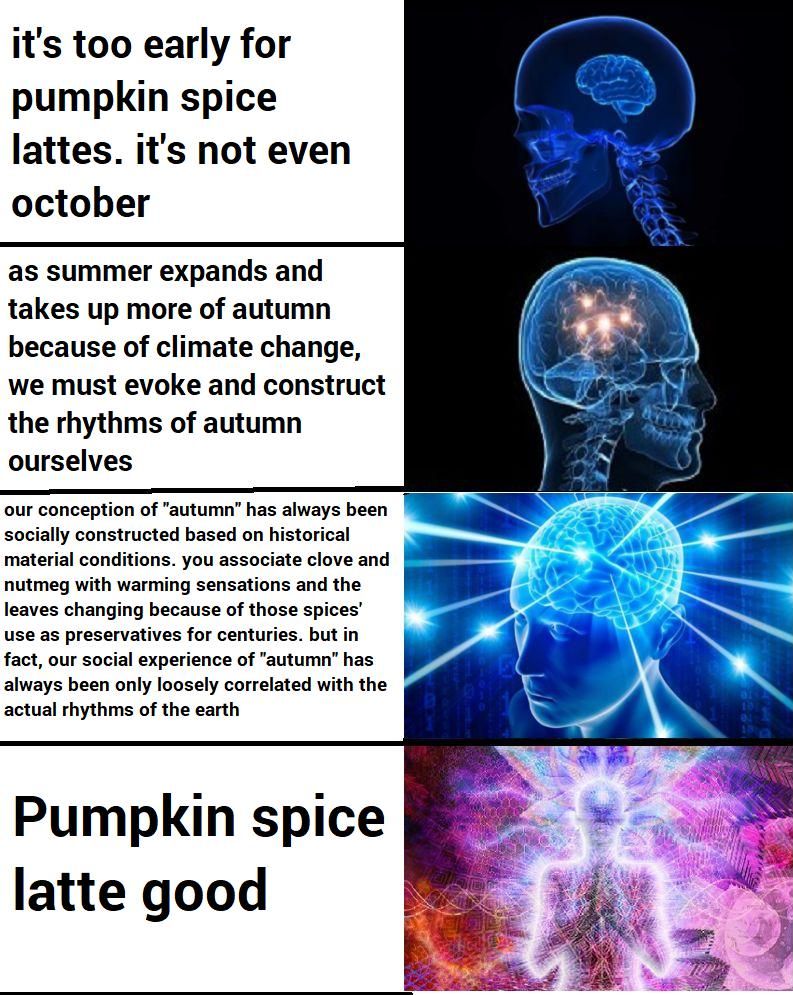 it's too early for
pumpkin spice
lattes. it's not even
october
as summer expands and
takes up more of autumn
because of climate change,
we must evoke and construct
the rhythms of autumn
ourselves
our conception of "autumn" has always been
socially constructed based on historical
material conditions. you associate clove and
nutmeg with warming sensations and the
leaves changing because of those spices'
use as preservatives for centuries. but in
fact, our social experience of "autumn" has
always been only loosely correlated with the
actual rhythms of the earth
Pumpkin spice
latte good